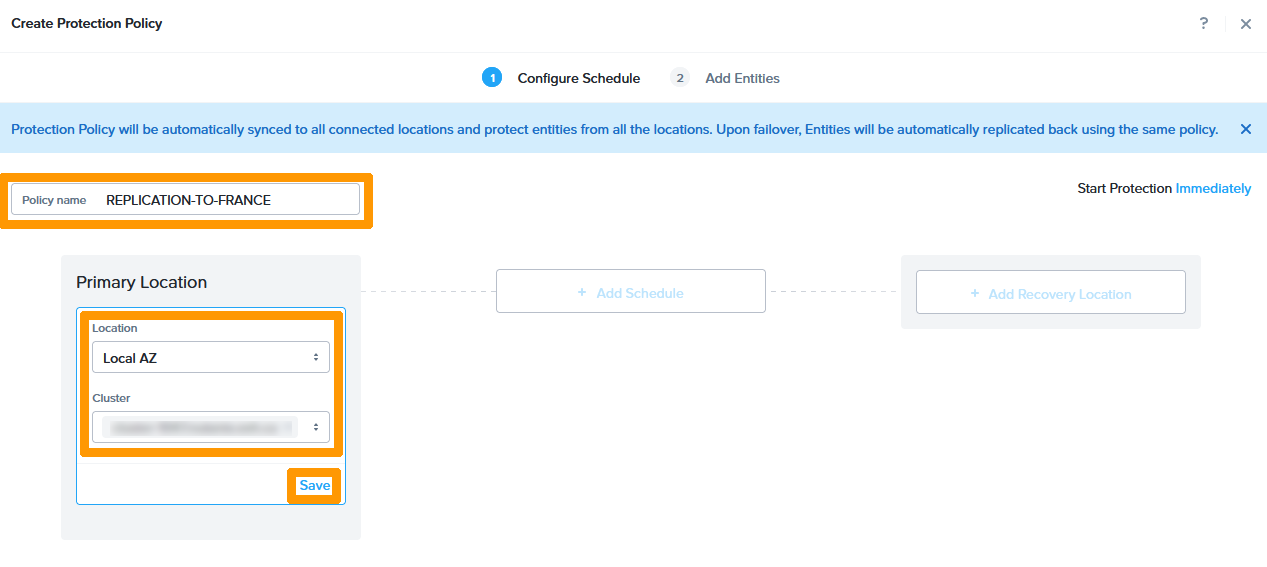 Create Protection Policy
?
1 Configure Schedule 2 Add Entities
Protection Policy will be automatically synced to all connected locations and protect entities from all the locations. Upon failover, Entities will be automatically replicated back using the same policy.
Policy name REPLICATION-TO-FRANCE
Start Protection Immediately
Primary Location
Location
Local AZ
Cluster
Save
+ Add Schedule
+ Add Recovery Location